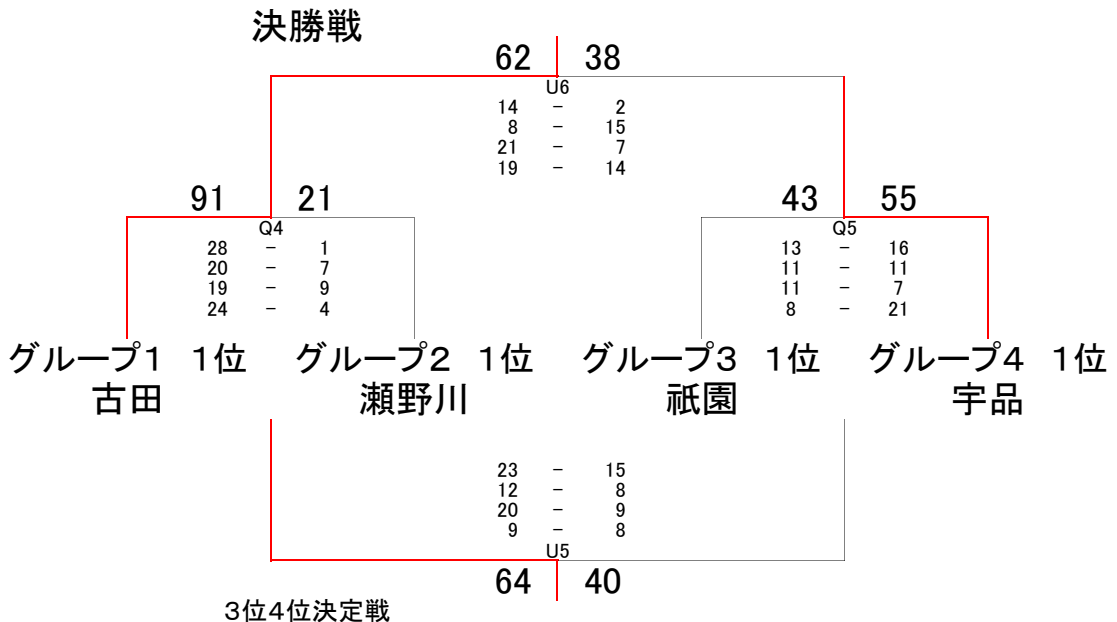 決勝戦
62 38
U6
14 - 2
8 - 15
21 - 7
19 - 14
91 21
Q4
28 - 1
20 - 7
19 - 9
24 - 4
43 55
Q5
13 - 16
11 - 11
11 - 7
8 - 21
グループ1 1位 グループ2 1位 グループ3 1位 グループ4 1位
古田 瀬野川 祇園 宇品
23 - 15
12 - 8
20 - 9
9 - 8
U5
64 40
3位4位決定戦